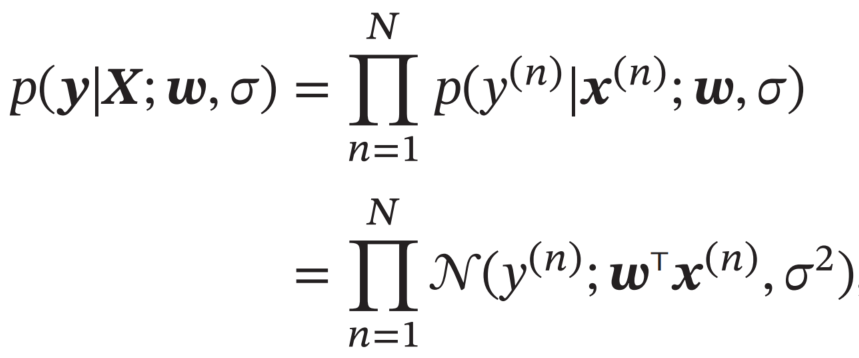 p(y|X; w, σ) = ∏_{n=1}^{N} p(y^{(n)}|x^{(n)}; w, σ)
= ∏_{n=1}^{N} 𝒩(y^{(n)}; w^⊤x^{(n)}, σ^2),